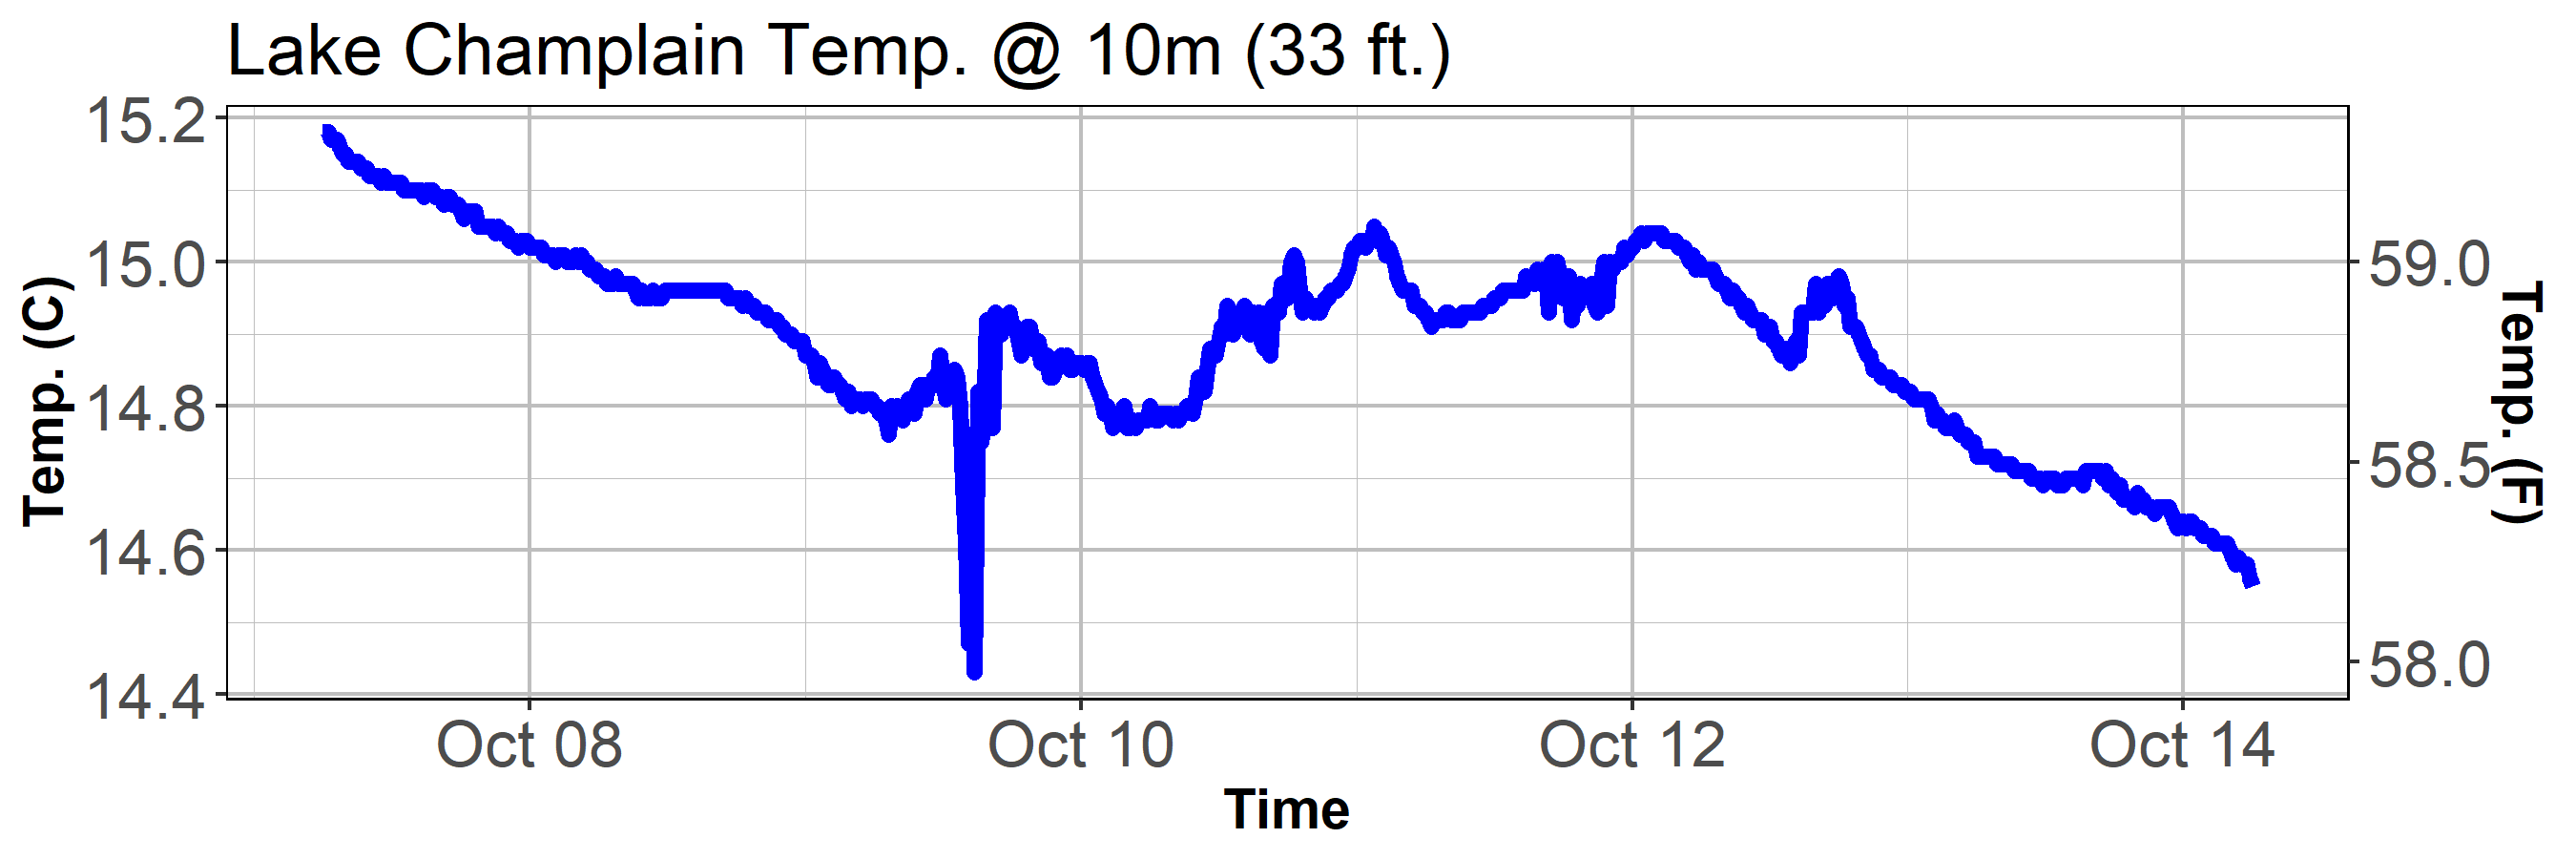 Lake Champlain Temp. @ 10m (33 ft.)
Temp. (C)
15.2
15.0
14.8
14.6
14.4
59.0
58.5
58.0
Temp. (F)
Oct 08
Oct 10
Oct 12
Oct 14
Time